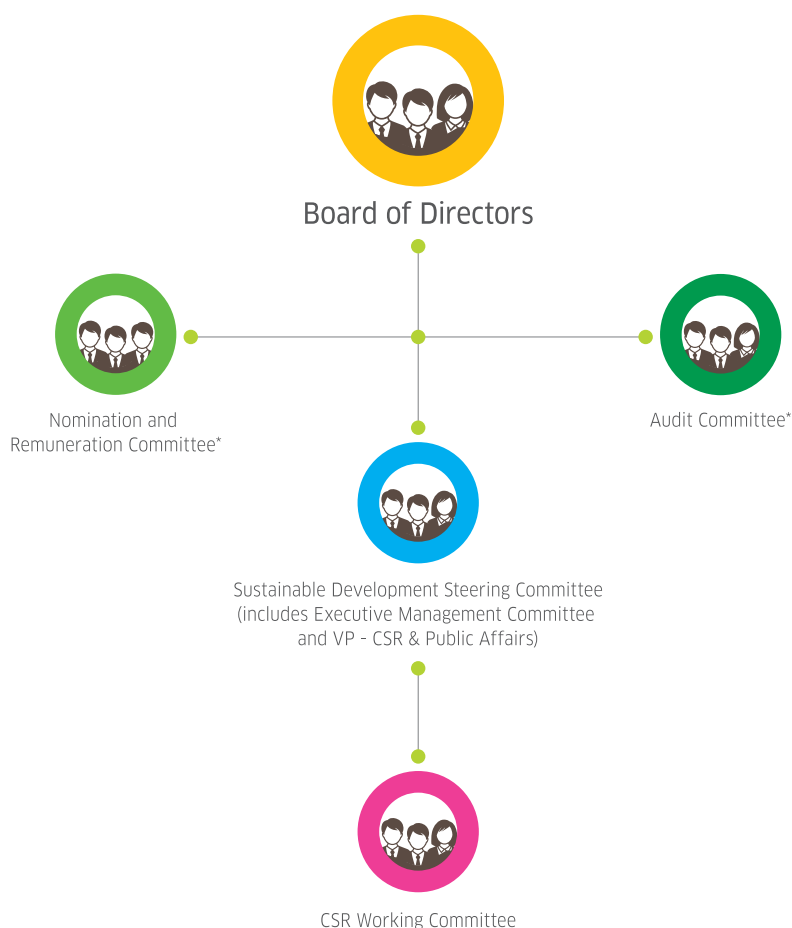 Board of Directors
Nomination and
Remuneration Committee*
Audit Committee*
Sustainable Development Steering Committee
(includes Executive Management Committee
and VP - CSR & Public Affairs)
CSR Working Committee